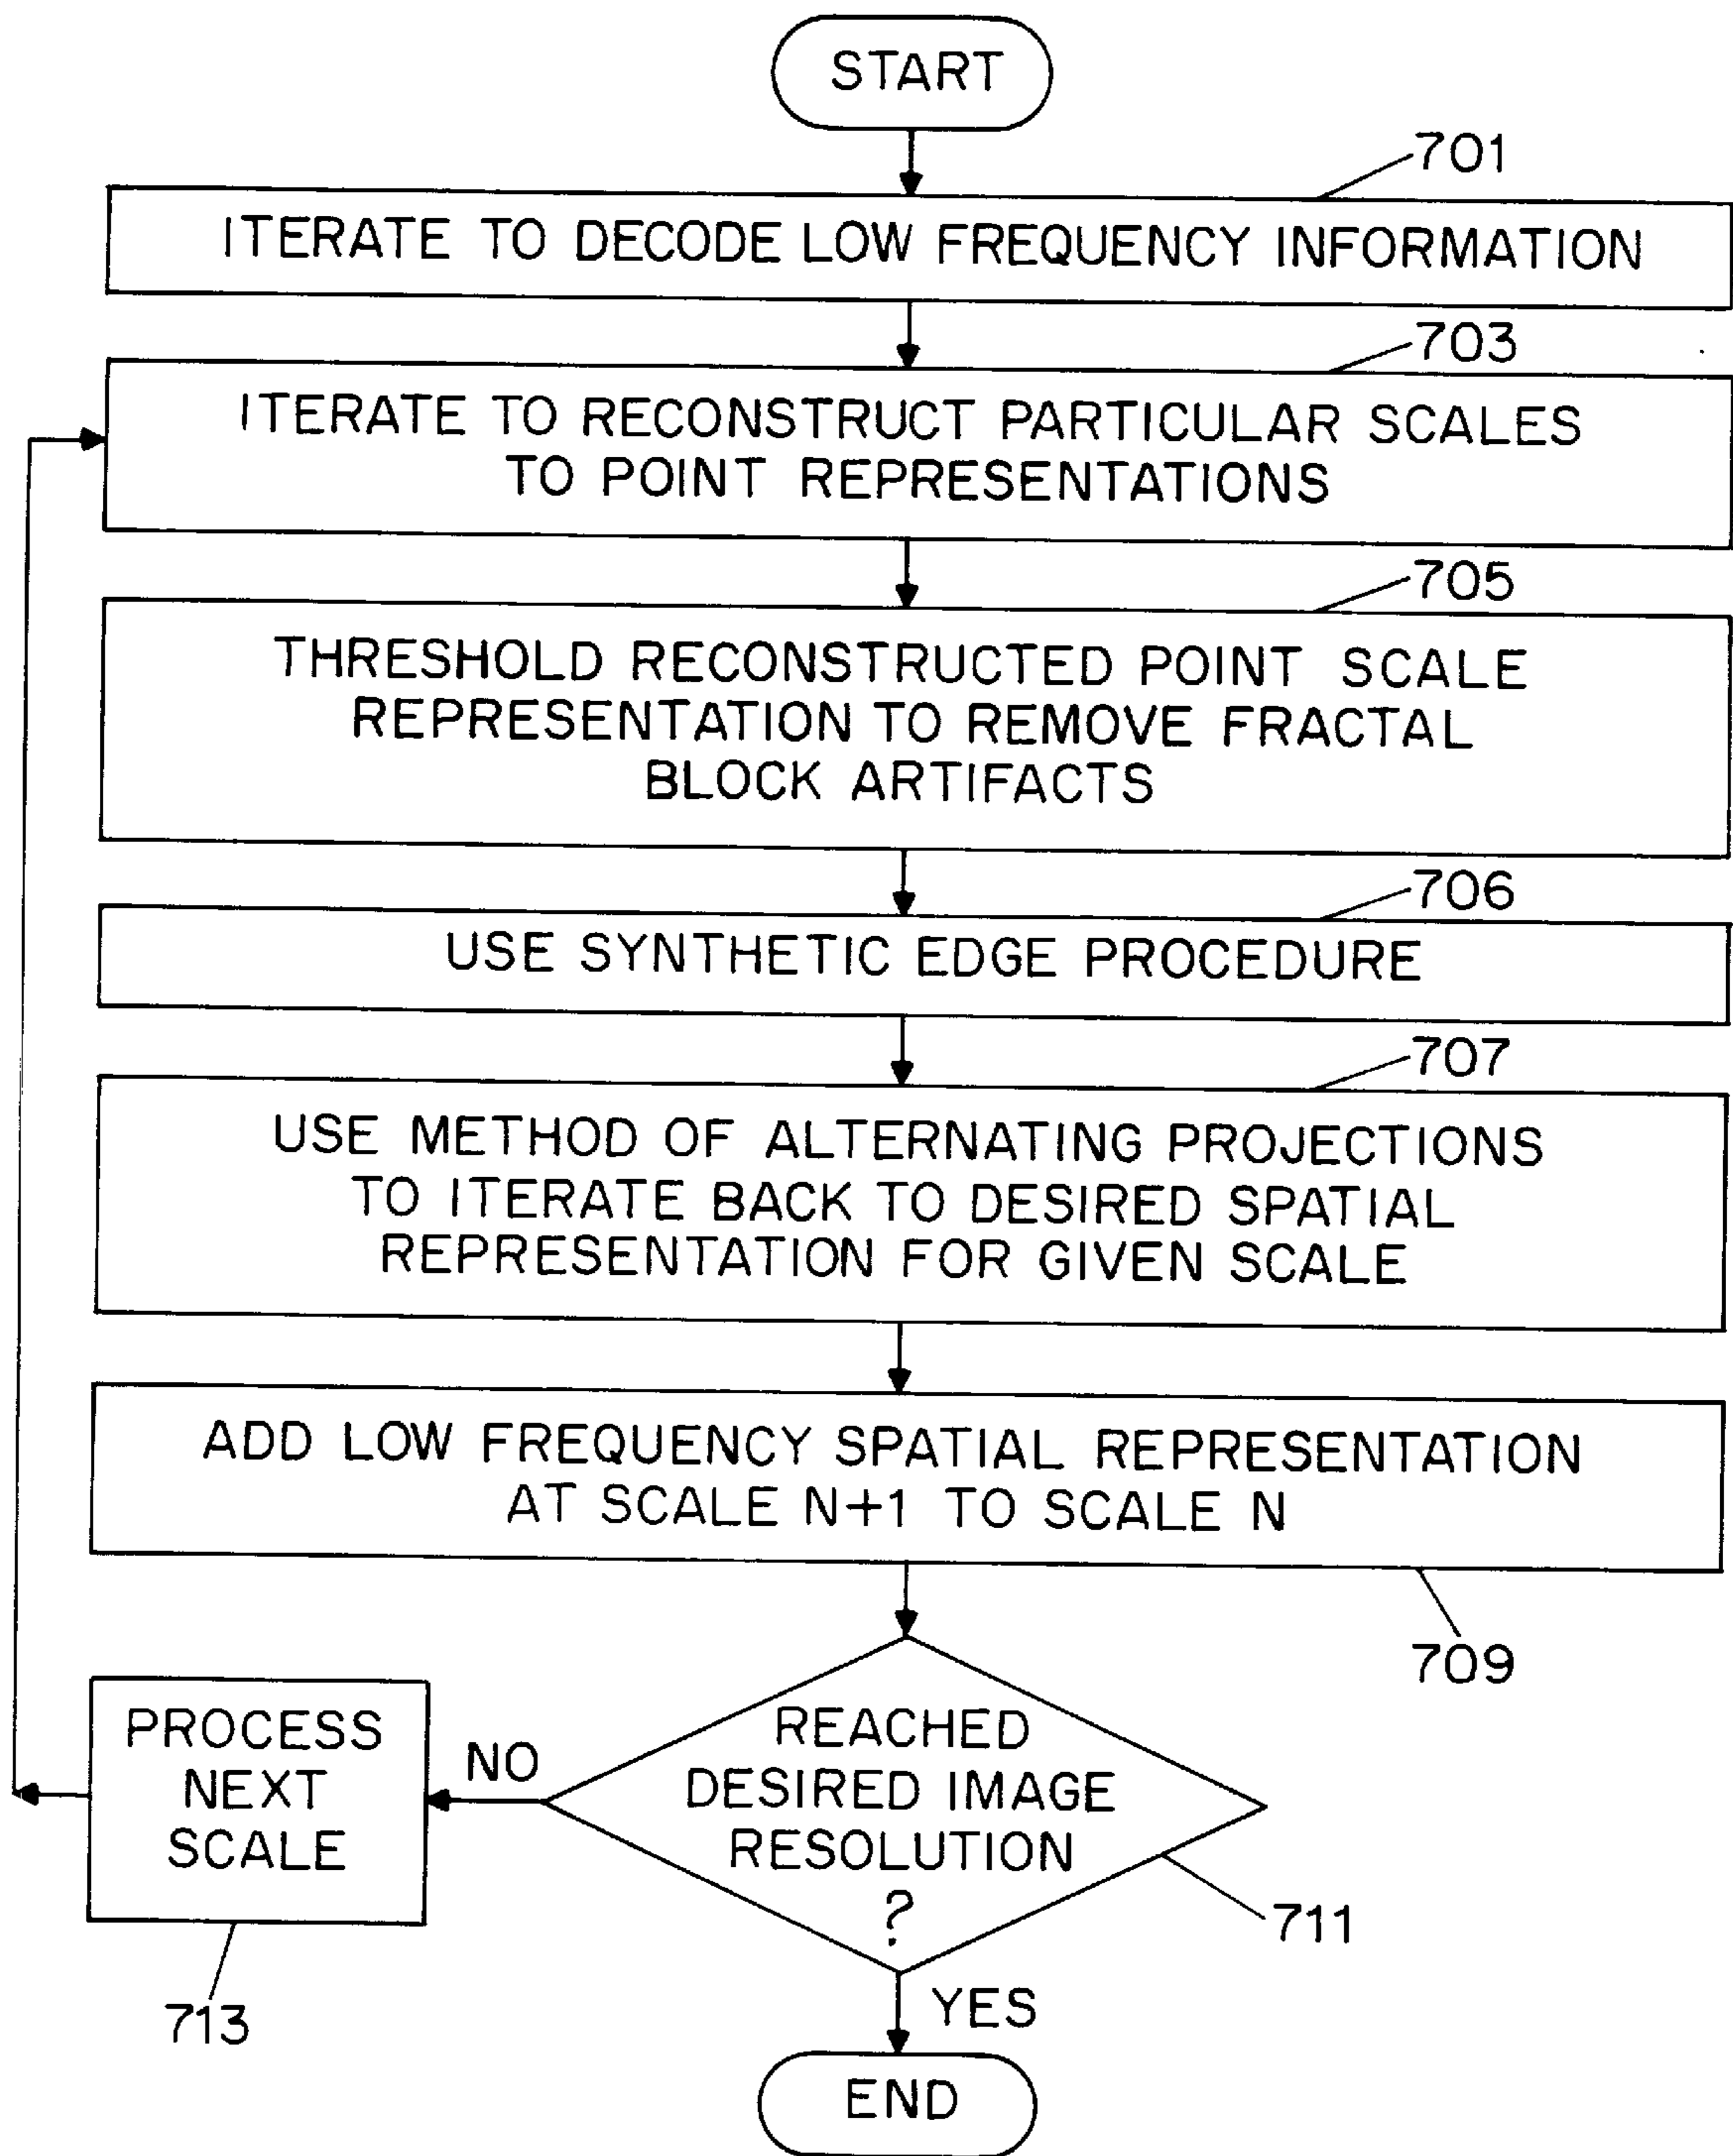 START
701
ITERATE TO DECODE LOW FREQUENCY INFORMATION
703
ITERATE TO RECONSTRUCT PARTICULAR SCALES
TO POINT REPRESENTATIONS
705
THRESHOLD RECONSTRUCTED POINT SCALE
REPRESENTATION TO REMOVE FRACTAL
BLOCK ARTIFACTS
706
USE SYNTHETIC EDGE PROCEDURE
707
USE METHOD OF ALTERNATING PROJECTIONS
TO ITERATE BACK TO DESIRED SPATIAL
REPRESENTATION FOR GIVEN SCALE
ADD LOW FREQUENCY SPATIAL REPRESENTATION
AT SCALE N+1 TO SCALE N
709
REACHED
DESIRED IMAGE
RESOLUTION
?
711
NO
PROCESS
NEXT
SCALE
713
YES
END